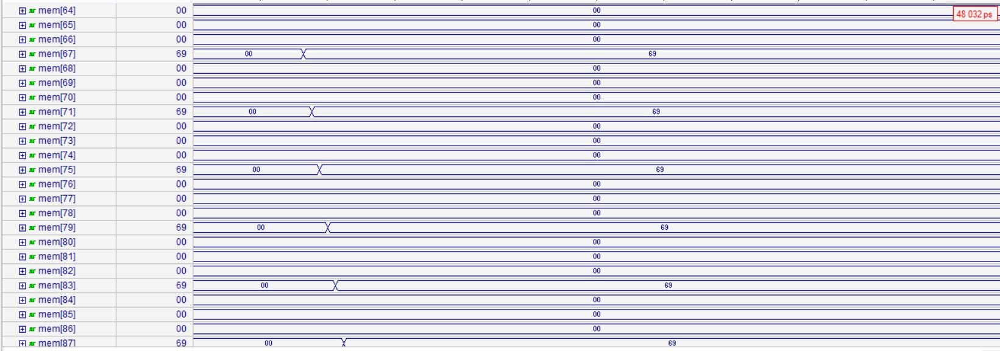 mem[64] 00 00 48 032 ps
mem[65] 00 00
mem[66] 00 00
mem[67] 69 00 69
mem[68] 00 00
mem[69] 00 00
mem[70] 00 00
mem[71] 69 00 69
mem[72] 00 00
mem[73] 00 00
mem[74] 00 00
mem[75] 69 00 69
mem[76] 00 00
mem[77] 00 00
mem[78] 00 00
mem[79] 69 00 69
mem[80] 00 00
mem[81] 00 00
mem[82] 00 00
mem[83] 69 00 69
mem[84] 00 00
mem[85] 00 00
mem[86] 00 00
mem[87] 69 00 69